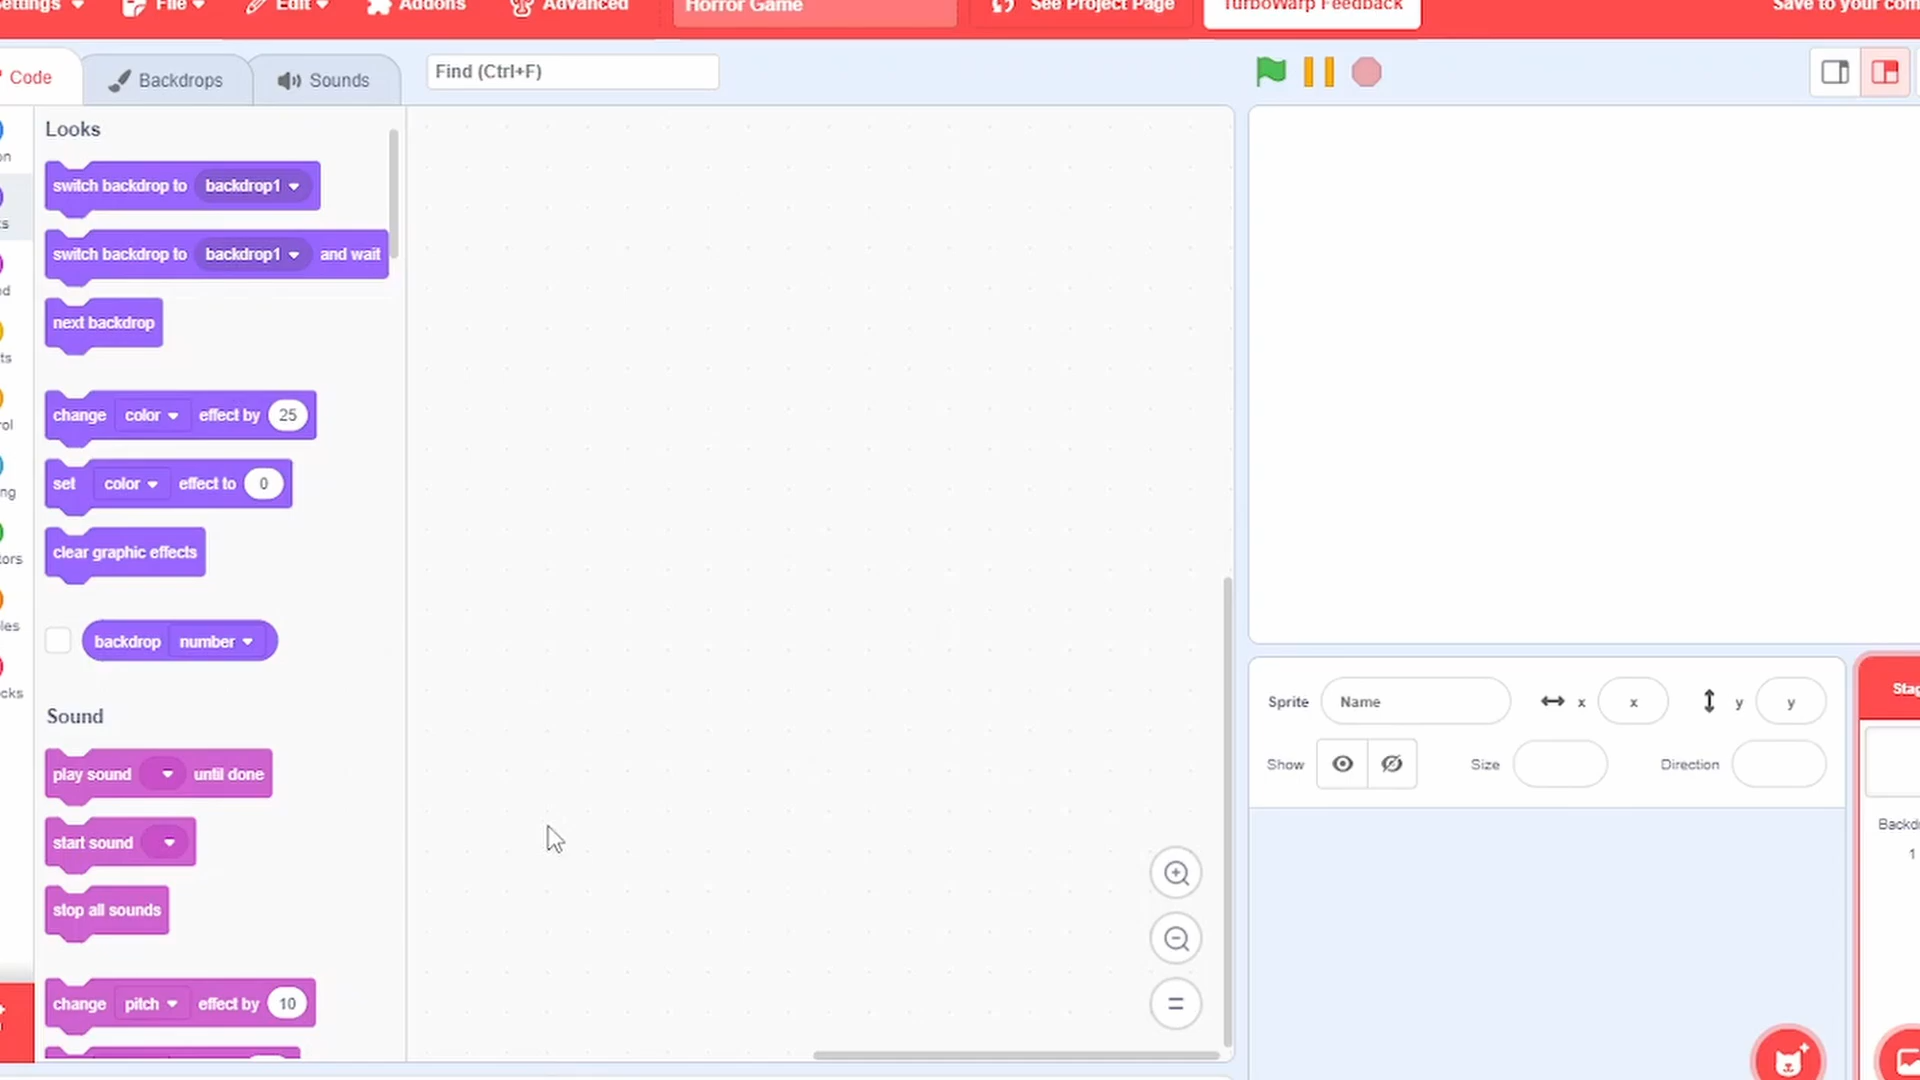 File
Edit
Addons
Advanced
Horror Game
See Project Page
TurboWarp Feedback
Code
Backdrops
Sounds
Find (Ctrl+F)
Looks
switch backdrop to backdrop1
switch backdrop to backdrop1 and wait
next backdrop
change color effect by 25
set color effect to 0
clear graphic effects
backdrop number
Sound
play sound until done
start sound
stop all sounds
change pitch effect by 10
Sprite Name x x y y
Show Size Direction
1